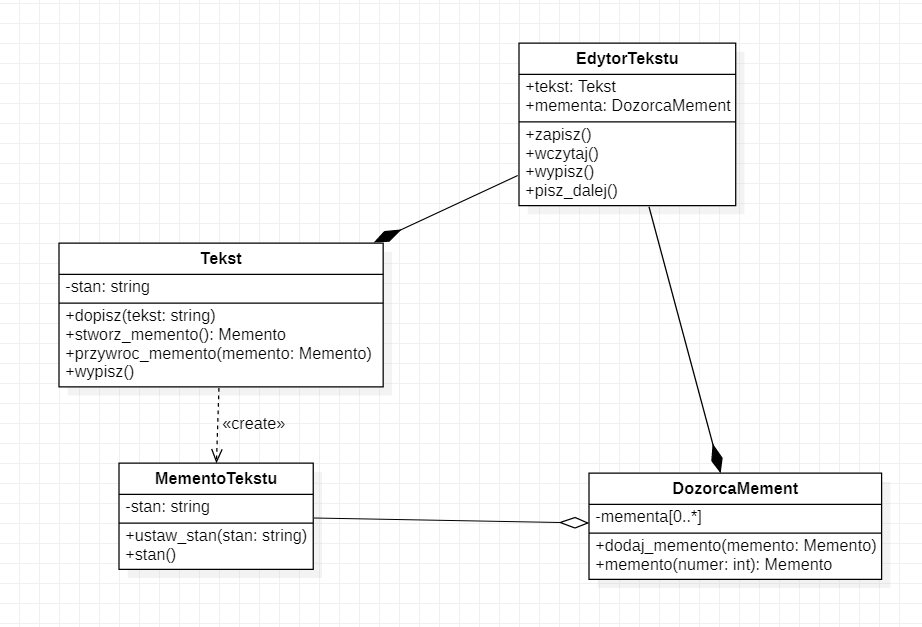 EdytorTekstu
+tekst: Tekst
+mementa: DozorcaMement
+zapisz()
+wczytaj()
+wypisz()
+pisz_dalej()
Tekst
-stan: string
+dopisz(tekst: string)
+stworz_memento(): Memento
+przywroc_memento(memento: Memento)
+wypisz()
«create»
MementoTekstu
-stan: string
+ustaw_stan(stan: string)
+stan()
DozorcaMement
-mementa[0..*]
+dodaj_memento(memento: Memento)
+memento(numer: int): Memento